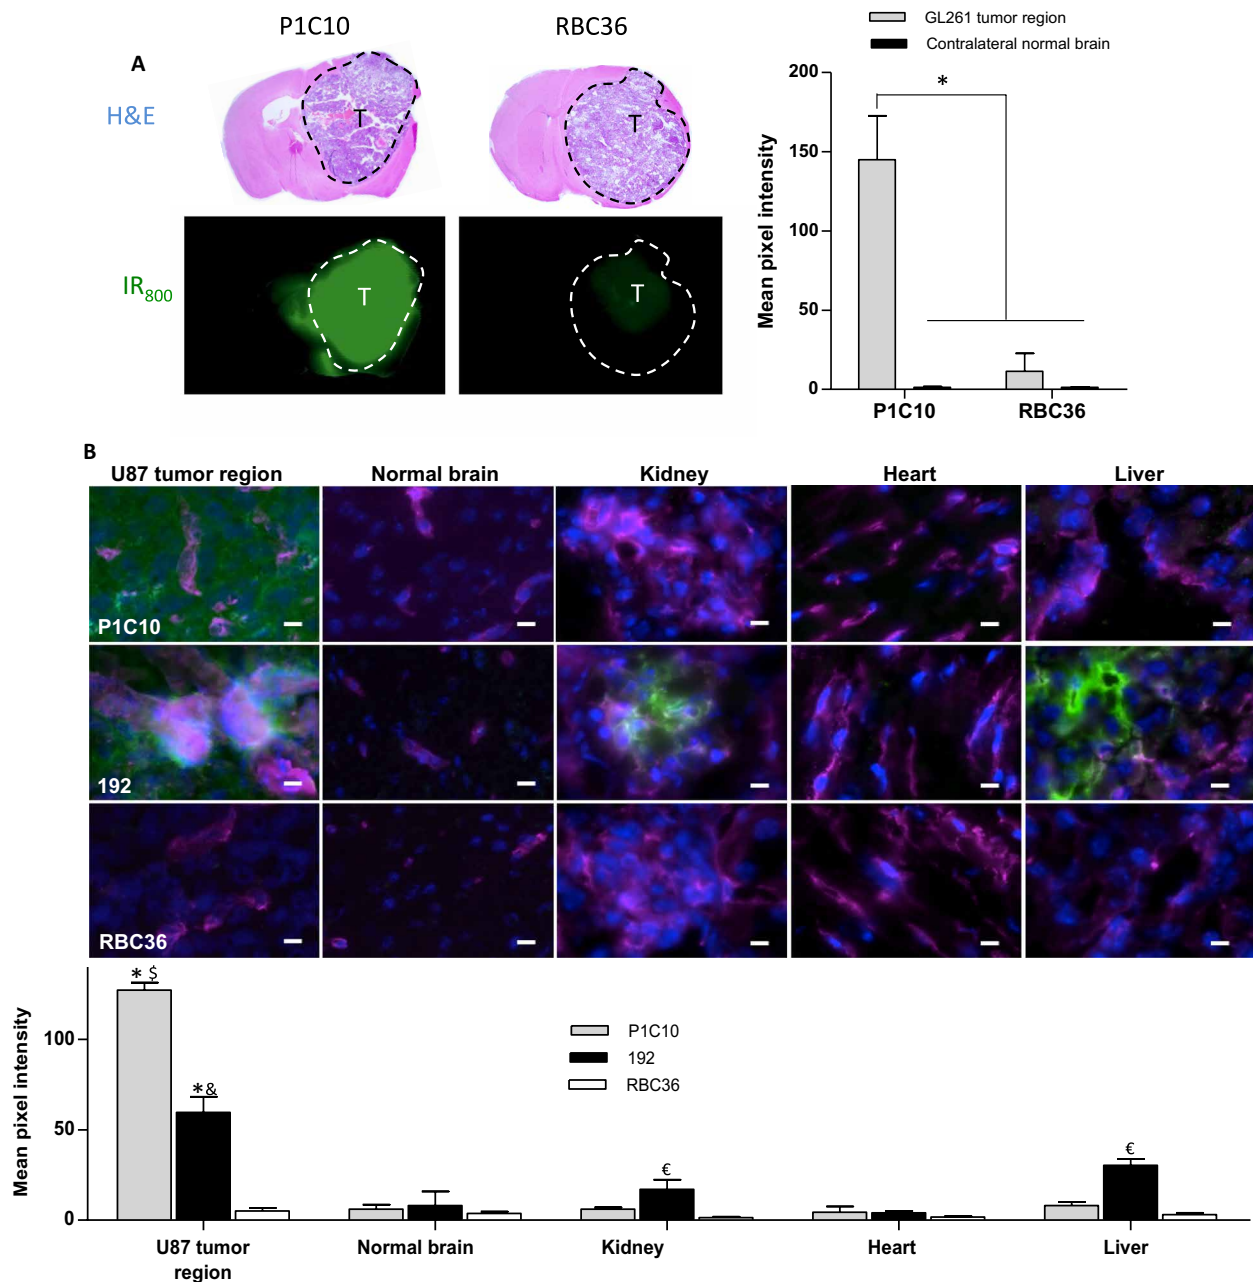 P1C10
RBC36
A
H&E
T
T
IR800
T
T
GL261 tumor region
Contralateral normal brain
Mean pixel intensity
200
150
100
50
0
*
P1C10
RBC36
B
U87 tumor region
Normal brain
Kidney
Heart
Liver
P1C10
192
RBC36
Mean pixel intensity
100
50
0
* $
*&
€
€
P1C10
192
RBC36
U87 tumor
region
Normal brain
Kidney
Heart
Liver